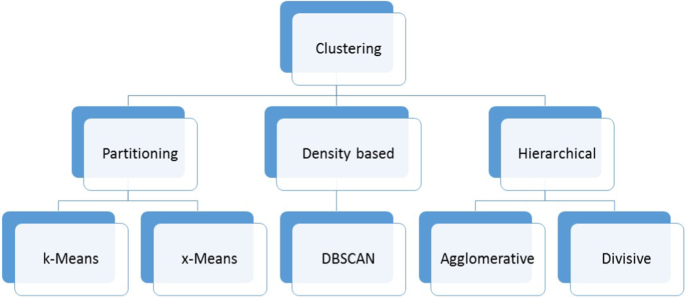 Clustering
Partitioning
Density based
Hierarchical
k-Means
x-Means
DBSCAN
Agglomerative
Divisive